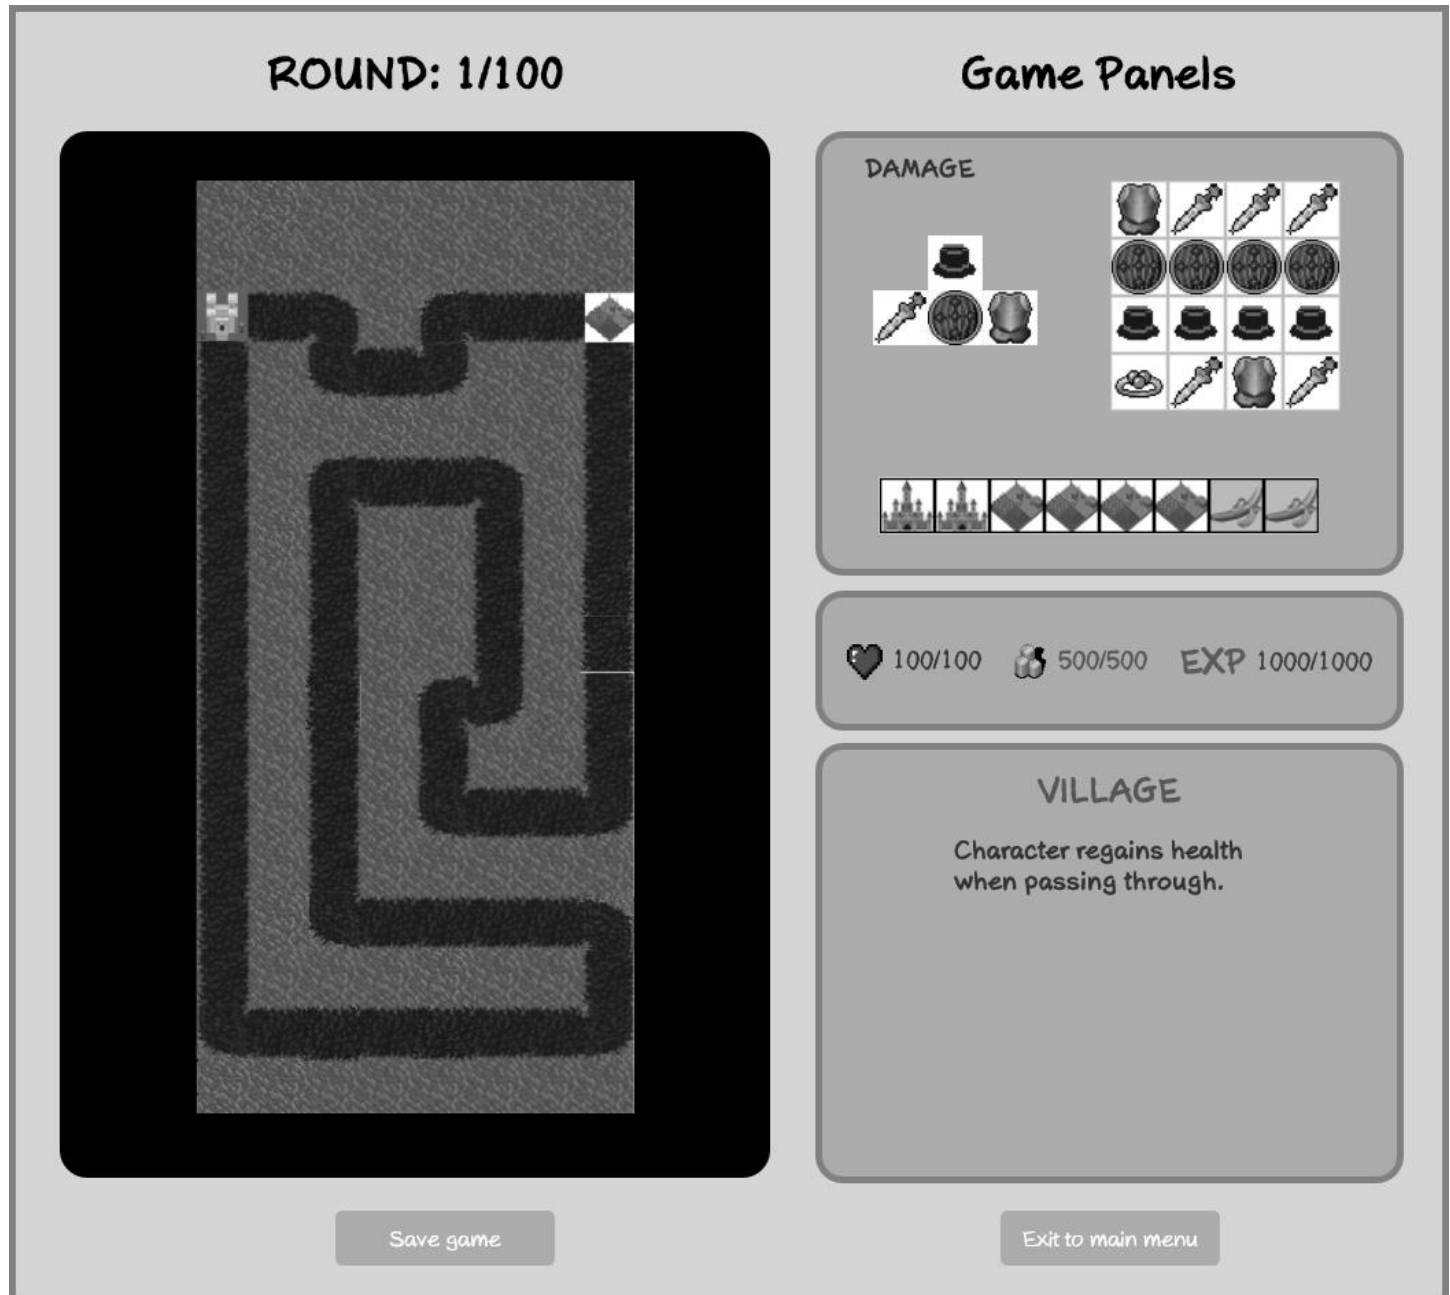 ROUND: 1/100
Game Panels
DAMAGE
100/100 500/500 EXP 1000/1000
VILLAGE
Character regains health
when passing through.
Save game
Exit to main menu